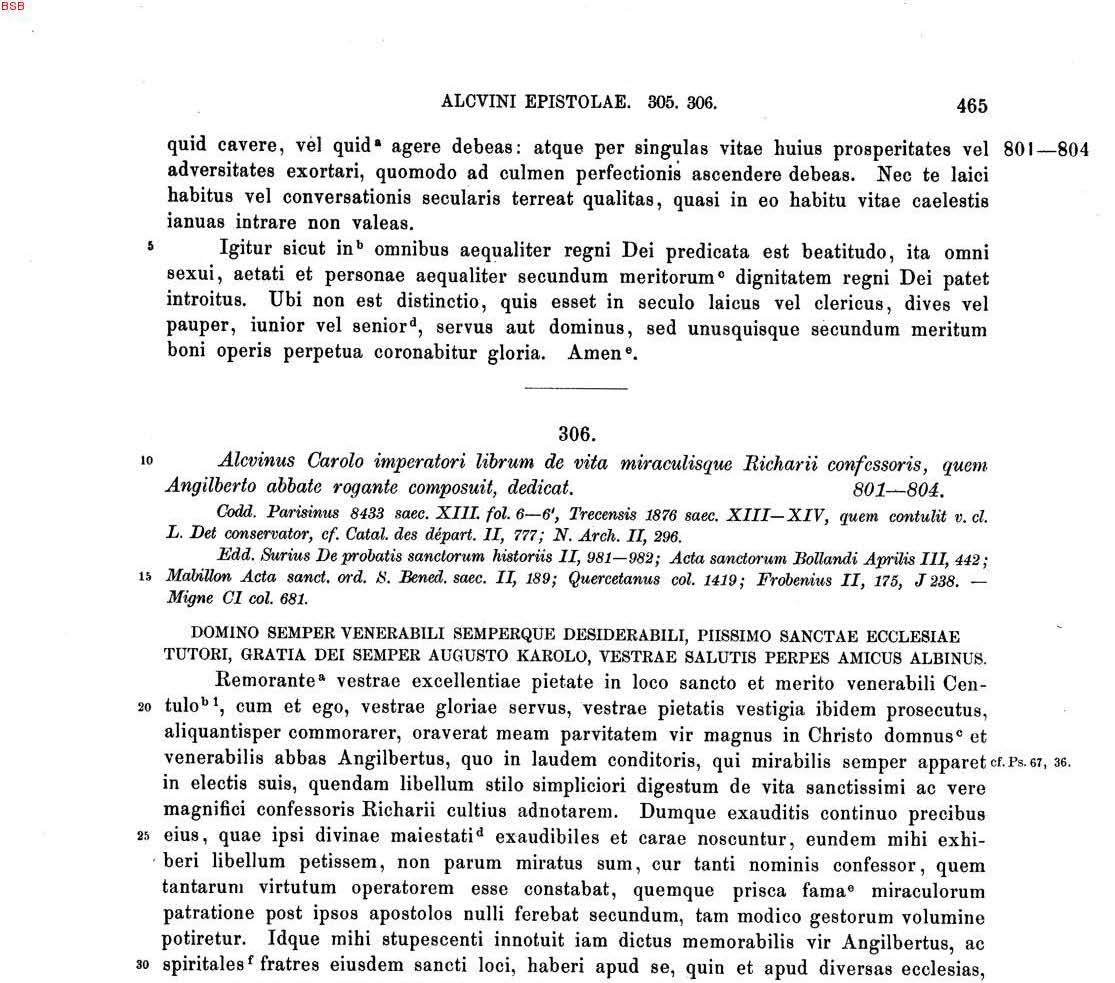 BSB
ALCVINI EPISTOLAE. 305. 306. 465
quid cavere, vel quidᵃ agere debeas: atque per singulas vitae huius prosperitates vel 801—804
adversitates exortari, quomodo ad culmen perfectionis ascendere debeas. Nec te laici
habitus vel conversationis secularis terreat qualitas, quasi in eo habitu vitae caelestis
ianuas intrare non valeas.
5 Igitur sicut inᵇ omnibus aequaliter regni Dei predicata est beatitudo, ita omni
sexui, aetati et personae aequaliter secundum meritorumᶜ dignitatem regni Dei patet
introitus. Ubi non est distinctio, quis esset in seculo laicus vel clericus, dives vel
pauper, iunior vel seniorᵈ, servus aut dominus, sed unusquisque secundum meritum
boni operis perpetua coronabitur gloria. Amenᵉ.
306.
10 Alcvinus Carolo imperatori librum de vita miraculisque Richarii confessoris, quem
Angilberto abbate rogante composuit, dedicat. 801—804.
Codd. Parisinus 8433 saec. XIII. fol. 6—6', Trecensis 1876 saec. XIII—XIV, quem contulit v. cl.
L. Det conservator, cf. Catal. des départ. II, 777; N. Arch. II, 296.
Edd. Surius De probatis sanctorum historiis II, 981—982; Acta sanctorum Bollandi Aprilis III, 442;
15 Mabillon Acta sanct. ord. S. Bened. saec. II, 189; Quercetanus col. 1419; Frobenius II, 175, J 238. —
Migne CI col. 681.
DOMINO SEMPER VENERABILI SEMPERQUE DESIDERABILI, PIISSIMO SANCTAE ECCLESIAE
TUTORI, GRATIA DEI SEMPER AUGUSTO KAROLO, VESTRAE SALUTIS PERPES AMICUS ALBINUS.
Remoranteᵃ vestrae excellentiae pietate in loco sancto et merito venerabili Cen-
20 tuloᵇ ¹, cum et ego, vestrae gloriae servus, vestrae pietatis vestigia ibidem prosecutus,
aliquantisper commorarer, oraverat meam parvitatem vir magnus in Christo domnusᶜ et
venerabilis abbas Angilbertus, quo in laudem conditoris, qui mirabilis semper apparet cf. Ps. 67, 36.
in electis suis, quendam libellum stilo simpliciori digestum de vita sanctissimi ac vere
magnifici confessoris Richarii cultius adnotarem. Dumque exauditis continuo precibus
25 eius, quae ipsi divinae maiestatiᵈ exaudibiles et carae noscuntur, eundem mihi exhi-
beri libellum petissem, non parum miratus sum, cur tanti nominis confessor, quem
tantarum virtutum operatorem esse constabat, quemque prisca famaᵉ miraculorum
patratione post ipsos apostolos nulli ferebat secundum, tam modico gestorum volumine
potiretur. Idque mihi stupescenti innotuit iam dictus memorabilis vir Angilbertus, ac
30 spiritalesᶠ fratres eiusdem sancti loci, haberi apud se, quin et apud diversas ecclesias,